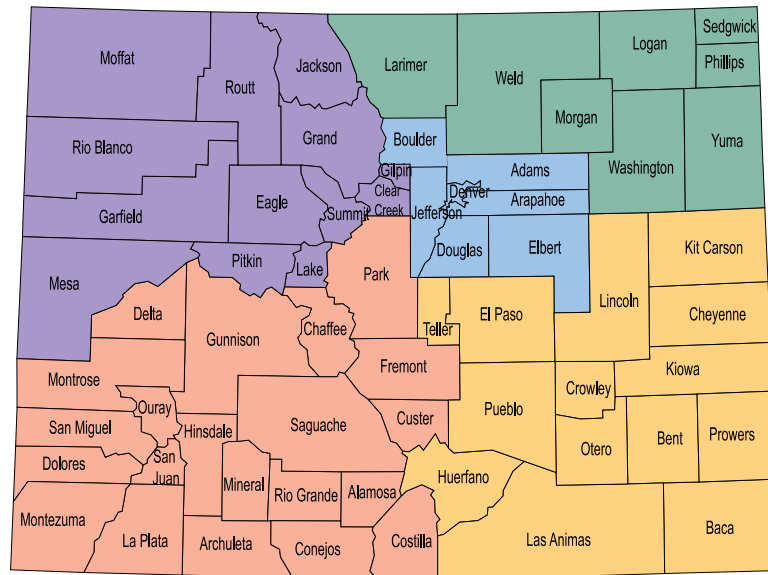 Moffat
Routt
Jackson
Larimer
Weld
Logan
Sedgwick
Phillips
Morgan
Rio Blanco
Grand
Boulder
Washington
Yuma
Gilpin
Adams
Garfield
Eagle
Summit
Clear
Creek
Denver
Jefferson
Arapahoe
Mesa
Pitkin
Lake
Park
Douglas
Elbert
Kit Carson
Lincoln
Delta
Gunnison
Chaffee
Teller
El Paso
Cheyenne
Montrose
Fremont
Kiowa
Ouray
Crowley
San Miguel
Hinsdale
Saguache
Custer
Pueblo
Otero
Bent
Prowers
Dolores
San
Juan
Mineral
Rio Grande
Alamosa
Huerfano
Montezuma
La Plata
Archuleta
Conejos
Costilla
Las Animas
Baca